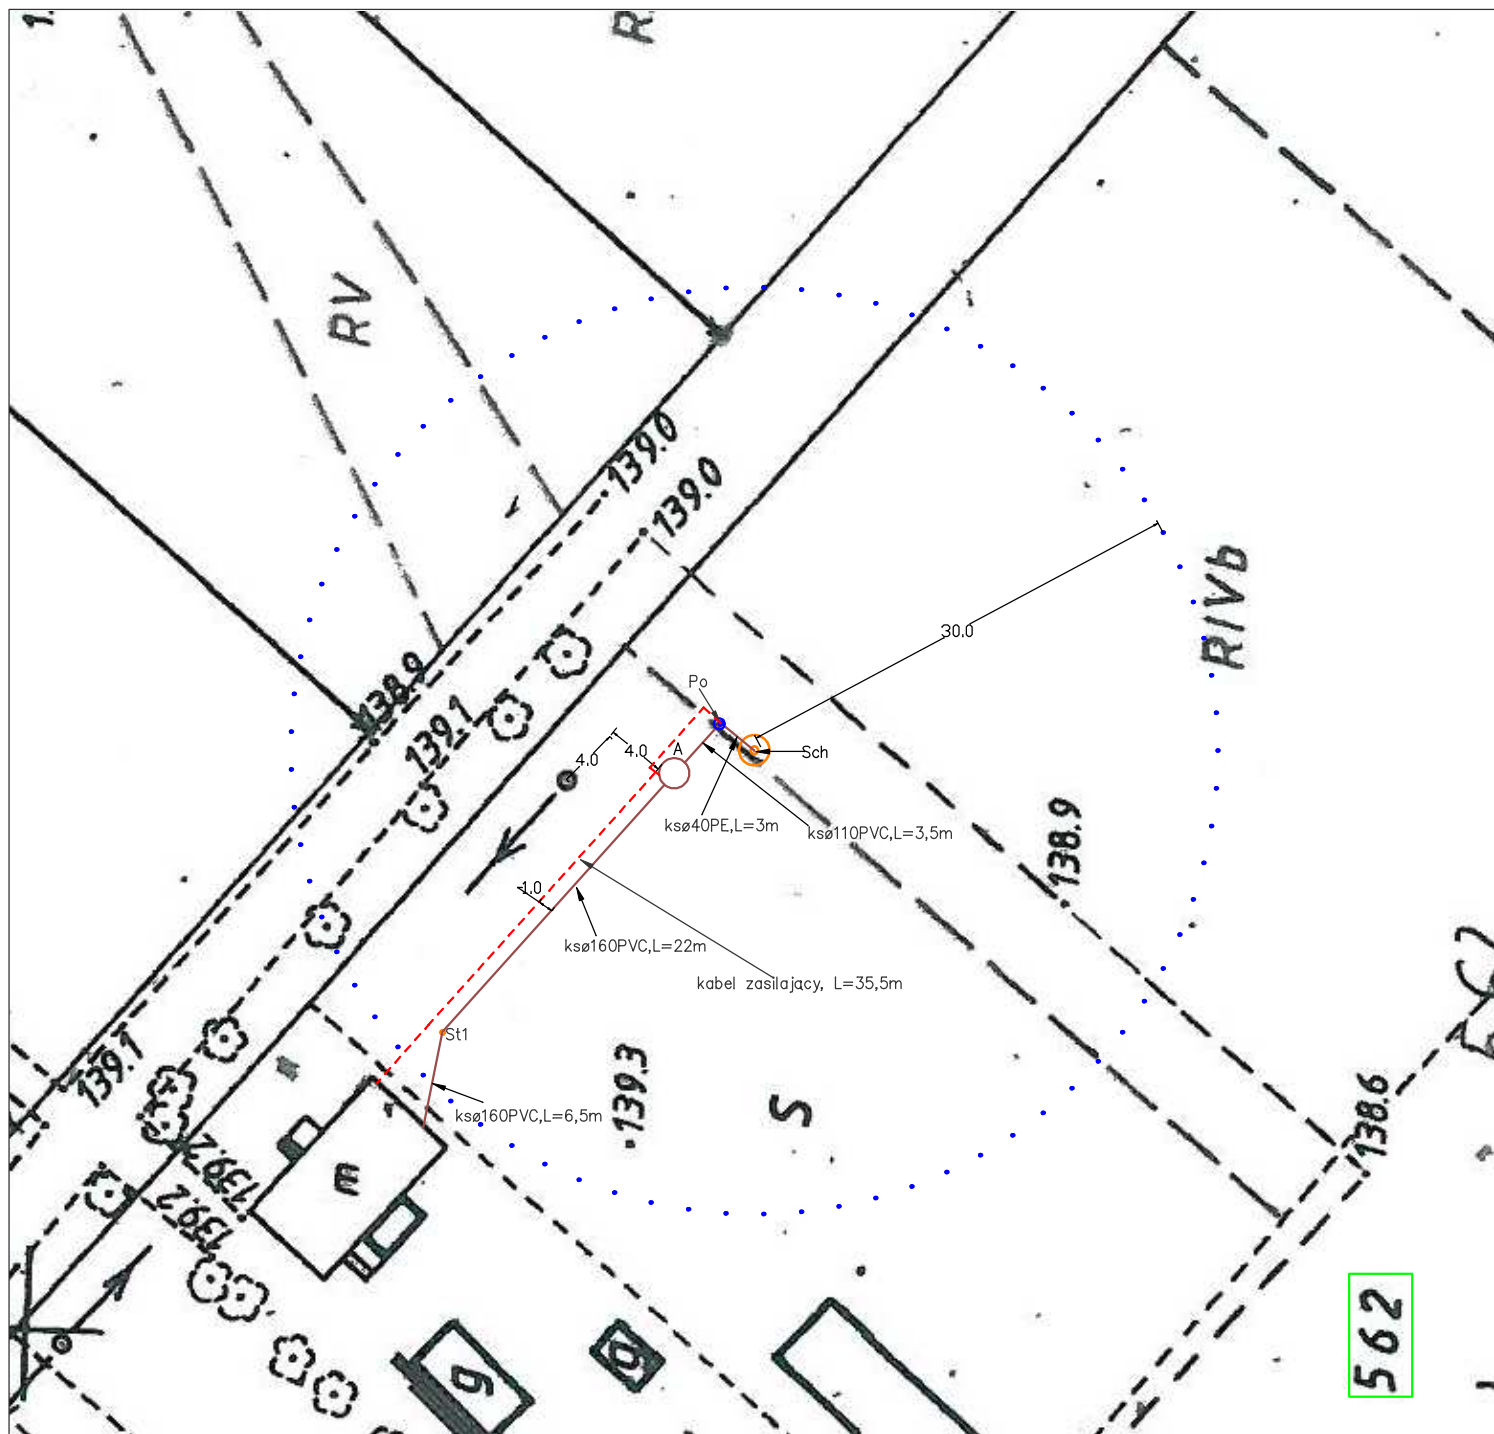 1.
R
RV
139.0
139.0
RIVb
30.0
138.9
139.1
Po
A
Sch
4.0
4.0
ksø40PE,L=3m
ksø110PVC,L=3,5m
138.9
1.0
ksø160PVC,L=22m
kabel zasilający, L=35,5m
St1
139.1
139.3
S
138.6
ksø160PVC,L=6,5m
139.2
139.2
m
g
g
562